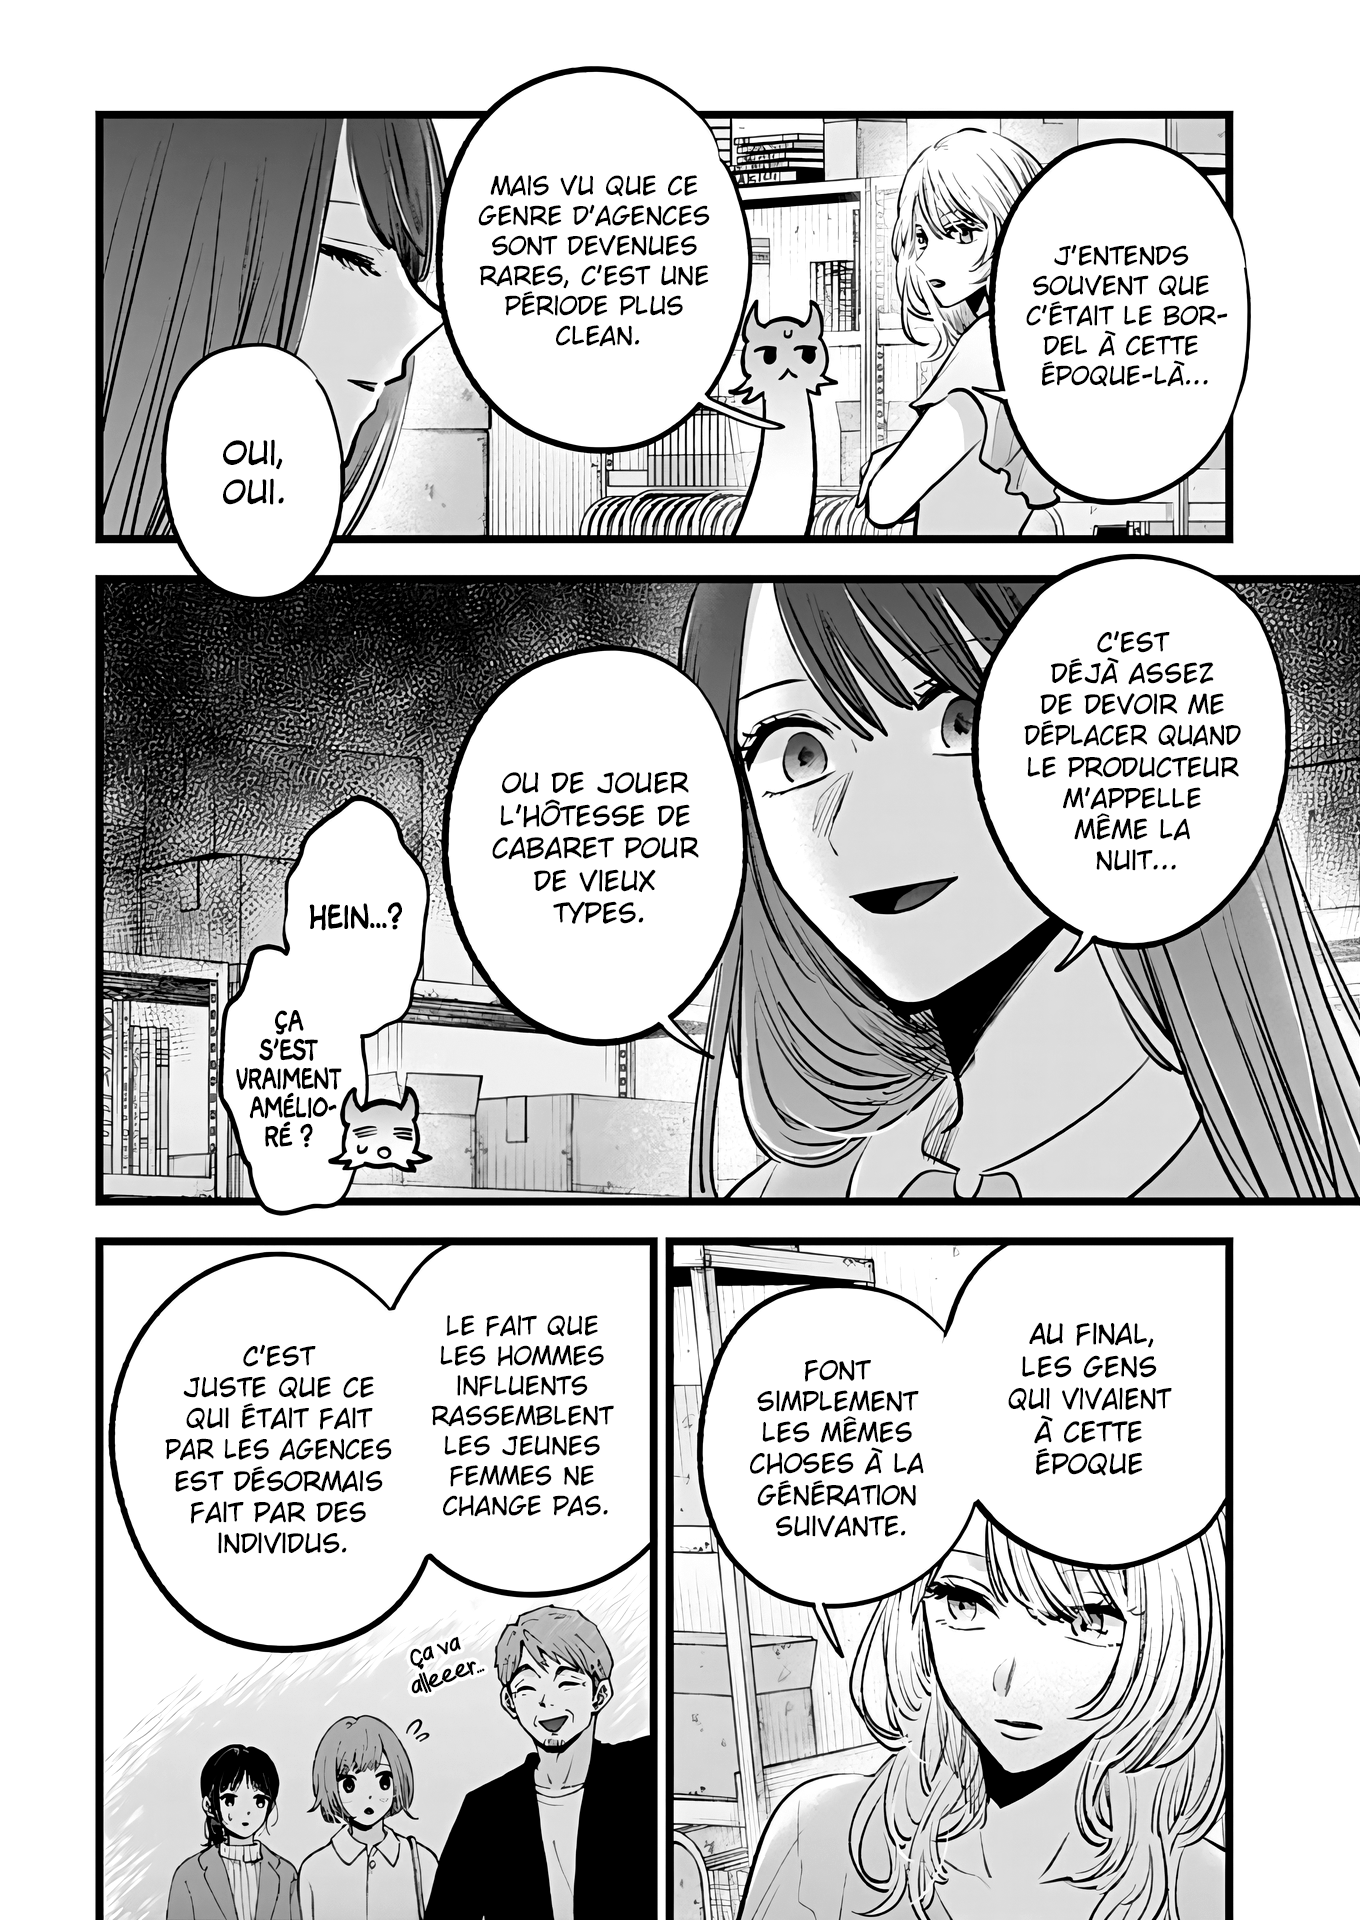 J'ENTENDS
SOUVENT QUE
C'ÉTAIT LE BOR-
DEL À CETTE
ÉPOQUE-LÀ...
MAIS VU QUE CE
GENRE D'AGENCES
SONT DEVENUES
RARES, C'EST UNE
PÉRIODE PLUS
CLEAN.
OUI,
OUI.
C'EST
DÉJÀ ASSEZ
DE DEVOIR ME
DÉPLACER QUAND
LE PRODUCTEUR
M'APPELLE
MÊME LA
NUIT...
OU DE JOUER
L'HÔTESSE DE
CABARET POUR
DE VIEUX
TYPES.
HEIN...?
ÇA
S'EST
VRAIMENT
AMÉLIO-
RÉ ?
AU FINAL,
LES GENS
QUI VIVAIENT
À CETTE
ÉPOQUE
FONT
SIMPLEMENT
LES MÊMES
CHOSES À LA
GÉNÉRATION
SUIVANTE.
LE FAIT QUE
LES HOMMES
INFLUENTS
RASSEMBLENT
LES JEUNES
FEMMES NE
CHANGE PAS.
C'EST
JUSTE QUE CE
QUI ÉTAIT FAIT
PAR LES AGENCES
EST DÉSORMAIS
FAIT PAR DES
INDIVIDUS.
Ça va
alleeer...